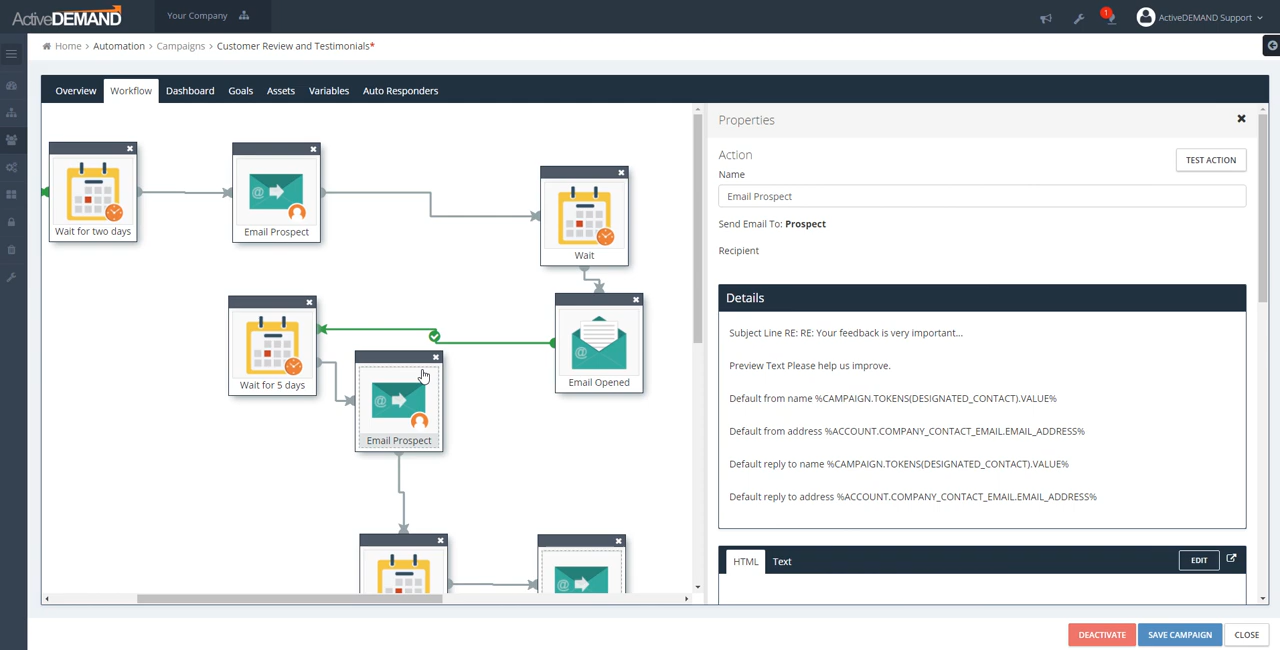 ActiveDEMAND
Your Company
1
ActiveDEMAND Support
Home > Automation > Campaigns > Customer Review and Testimonials*
Overview Workflow Dashboard Goals Assets Variables Auto Responders
Wait for two days
Email Prospect
Wait
Wait for 5 days
Email Opened
Email Prospect
Properties
Action
TEST ACTION
Name
Email Prospect
Send Email To: Prospect
Recipient
Details
Subject Line RE: RE: Your feedback is very important...
Preview Text Please help us improve.
Default from name %CAMPAIGN.TOKENS(DESIGNATED_CONTACT).VALUE%
Default from address %ACCOUNT.COMPANY_CONTACT_EMAIL.EMAIL_ADDRESS%
Default reply to name %CAMPAIGN.TOKENS(DESIGNATED_CONTACT).VALUE%
Default reply to address %ACCOUNT.COMPANY_CONTACT_EMAIL.EMAIL_ADDRESS%
HTML Text EDIT
DEACTIVATE SAVE CAMPAIGN CLOSE